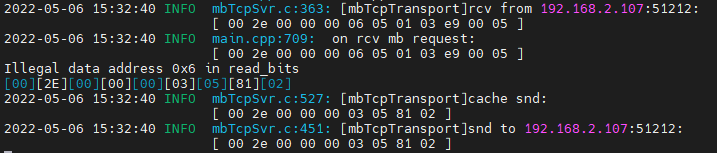 2022-05-06 15:32:40 INFO  mbTcpSvr.c:363: [mbTcpTransport]rcv from 192.168.2.107:51212:
[ 00 2e 00 00 00 06 05 01 03 e9 00 05 ]
2022-05-06 15:32:40 INFO  main.cpp:709:  on rcv mb request:
[ 00 2e 00 00 00 06 05 01 03 e9 00 05 ]
Illegal data address 0x6 in read_bits
[00][2E][00][00][00][03][05][81][02]
2022-05-06 15:32:40 INFO  mbTcpSvr.c:527: [mbTcpTransport]cache snd:
[ 00 2e 00 00 00 03 05 81 02 ]
2022-05-06 15:32:40 INFO  mbTcpSvr.c:451: [mbTcpTransport]snd to 192.168.2.107:51212:
[ 00 2e 00 00 00 03 05 81 02 ]